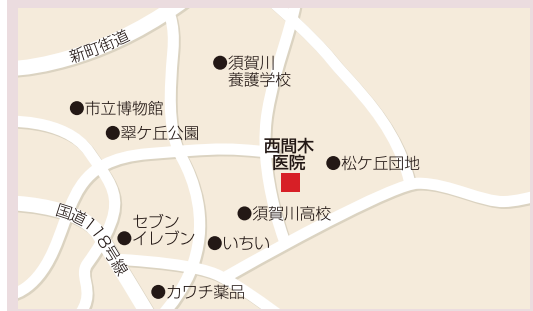 新町街道
須賀川
養護学校
市立博物館
翠ケ丘公園
西間木
医院
松ケ丘団地
国道118号線
須賀川高校
セブン
イレブン
いちい
カワチ薬品